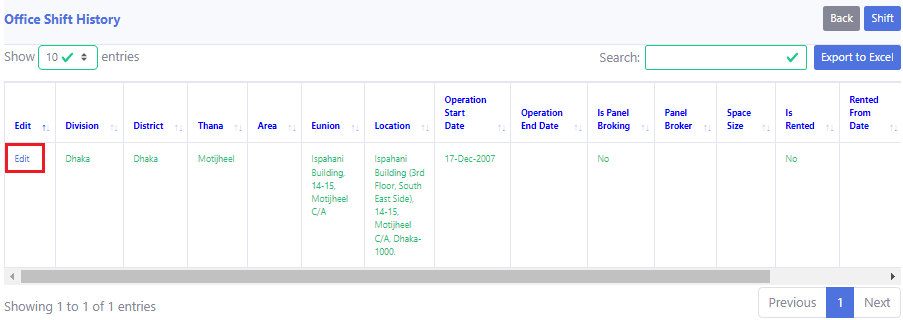 Office Shift History Back Shift
Show 10 entries Search: Export to Excel
Edit Division District Thana Area Eunion Location Operation Start Date Operation End Date Is Panel Broking Panel Broker Space Size Is Rented Rented From Date
Edit Dhaka Dhaka Motijheel Ispahani Building, 14-15, Motijheel C/A Ispahani Building (3rd Floor, South East Side), 14-15, Motijheel C/A, Dhaka-1000. 17-Dec-2007 No No
Showing 1 to 1 of 1 entries Previous 1 Next